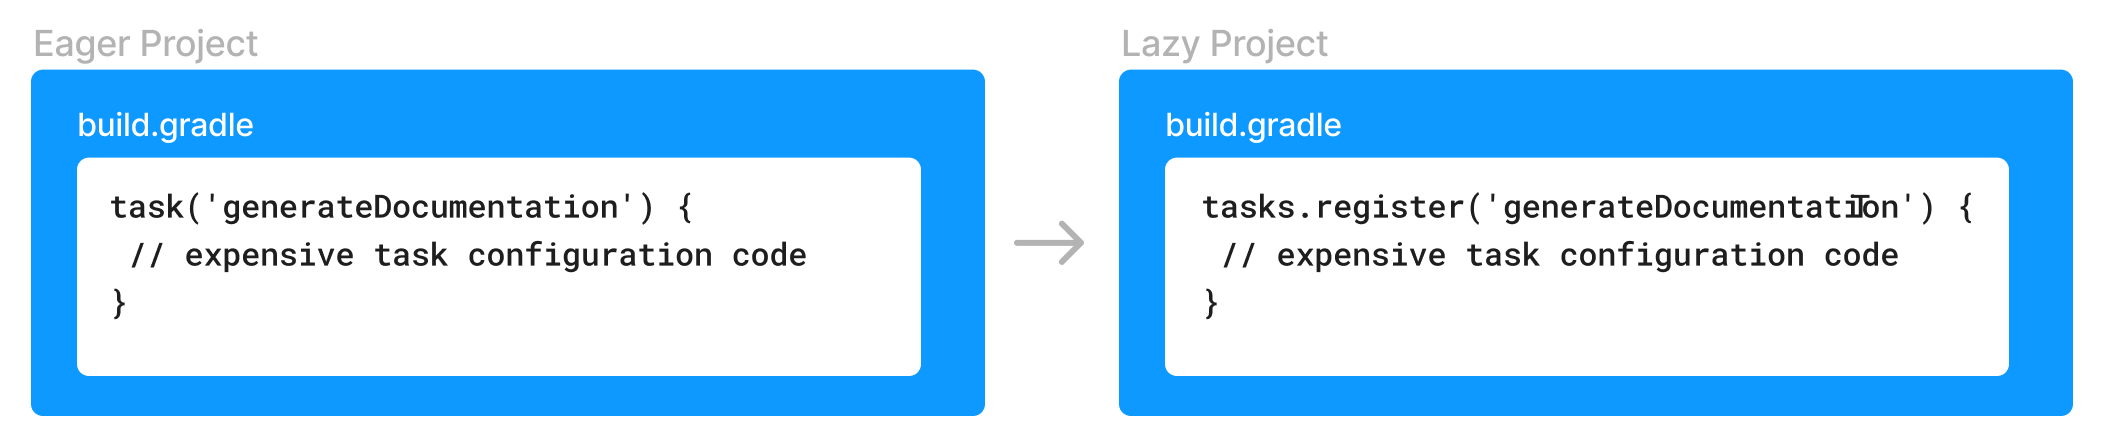 Eager Project
build.gradle
task('generateDocumentation') {
// expensive task configuration code
}
Lazy Project
build.gradle
tasks.register('generateDocumentation') {
// expensive task configuration code
}